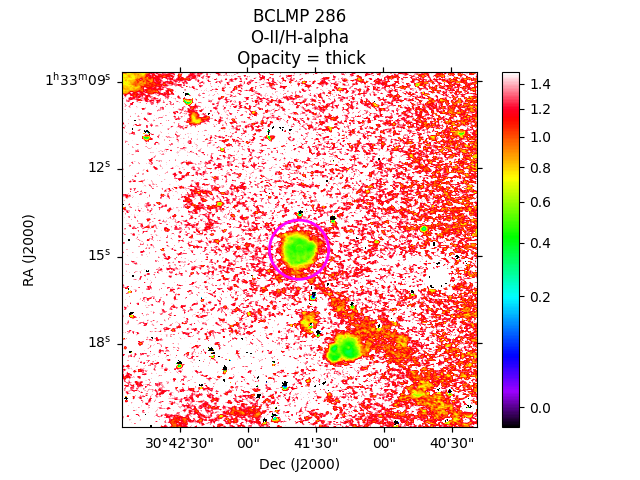 BCLMP 286
O-II/H-alpha
Opacity = thick
1ʰ33ᵐ09ˢ
12ˢ
15ˢ
18ˢ
RA (J2000)
30°42'30"
00"
41'30"
00"
40'30"
Dec (J2000)
1.4
1.2
1.0
0.8
0.6
0.4
0.2
0.0